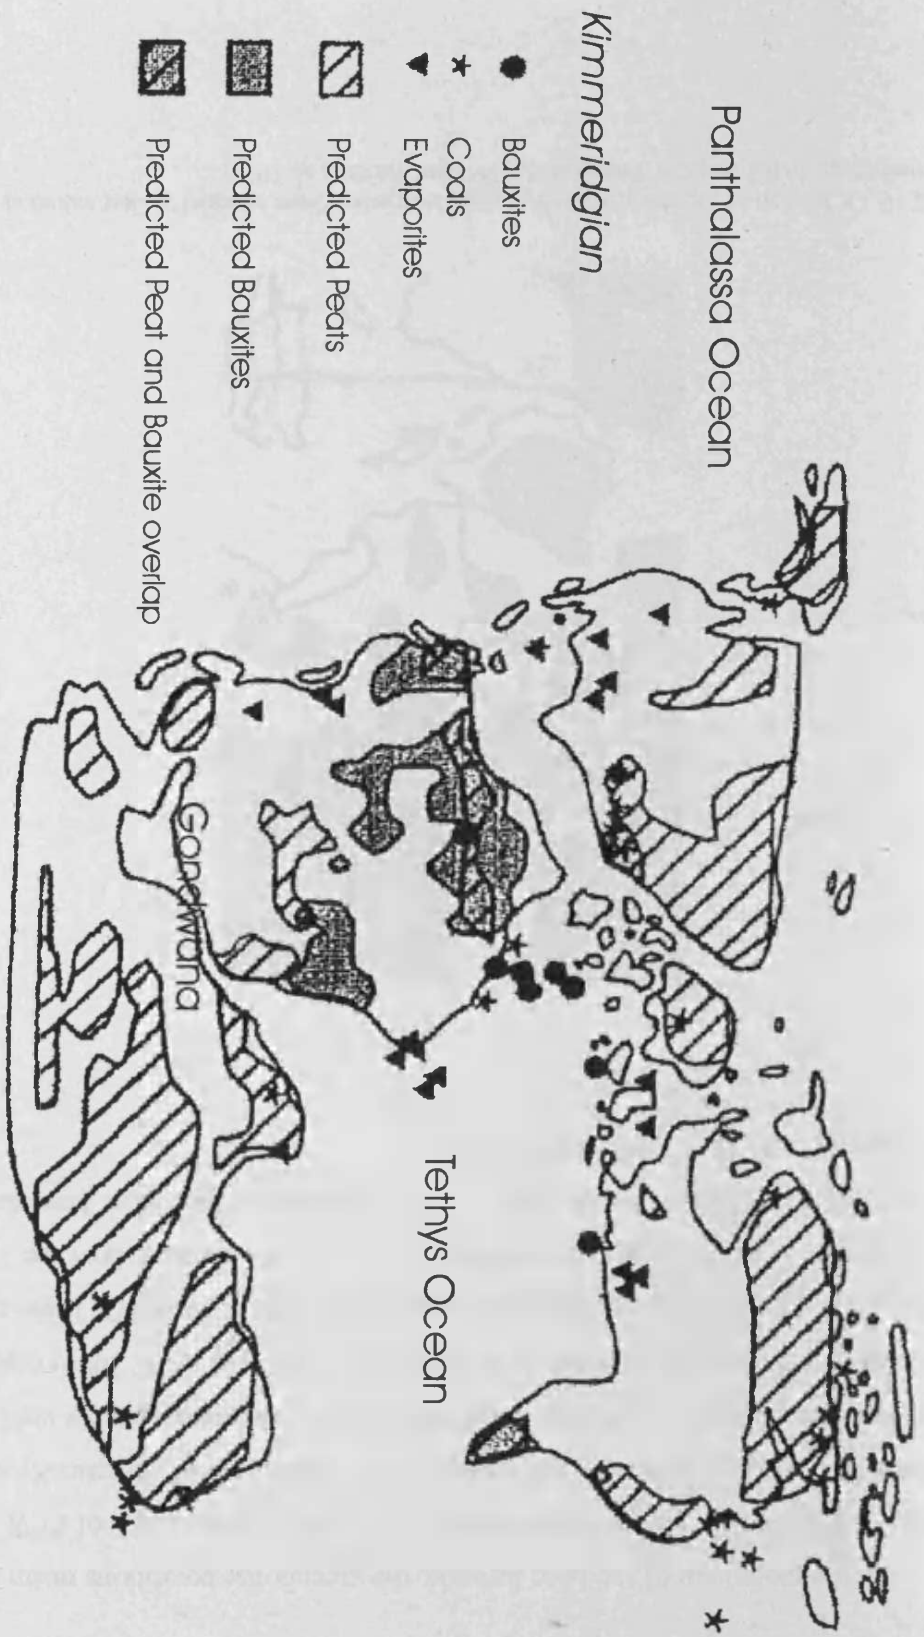 Panthalassa Ocean
Kimmeridgian
Bauxites
Coals
Evaporites
Predicted Peats
Predicted Bauxites
Predicted Peat and Bauxite overlap
Tethys Ocean
Gondwana